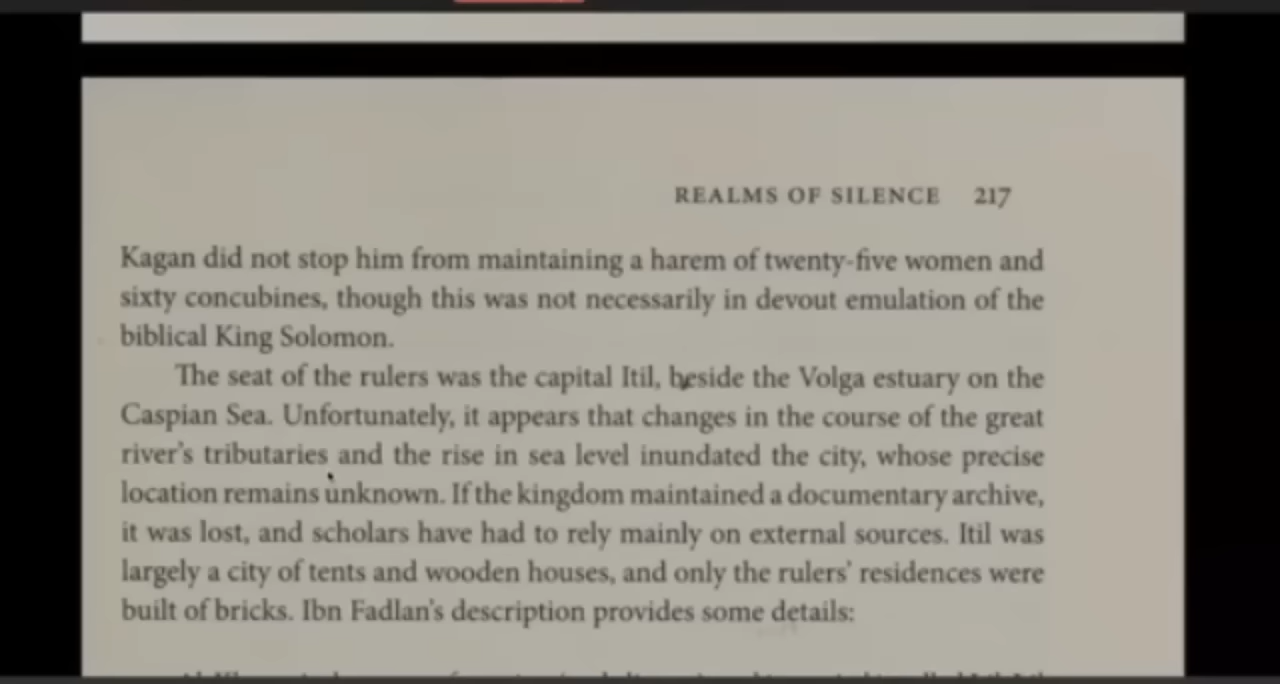 REALMS OF SILENCE 217
Kagan did not stop him from maintaining a harem of twenty-five women and
sixty concubines, though this was not necessarily in devout emulation of the
biblical King Solomon.
The seat of the rulers was the capital Itil, beside the Volga estuary on the
Caspian Sea. Unfortunately, it appears that changes in the course of the great
river's tributaries and the rise in sea level inundated the city, whose precise
location remains unknown. If the kingdom maintained a documentary archive,
it was lost, and scholars have had to rely mainly on external sources. Itil was
largely a city of tents and wooden houses, and only the rulers' residences were
built of bricks. Ibn Fadlan's description provides some details: